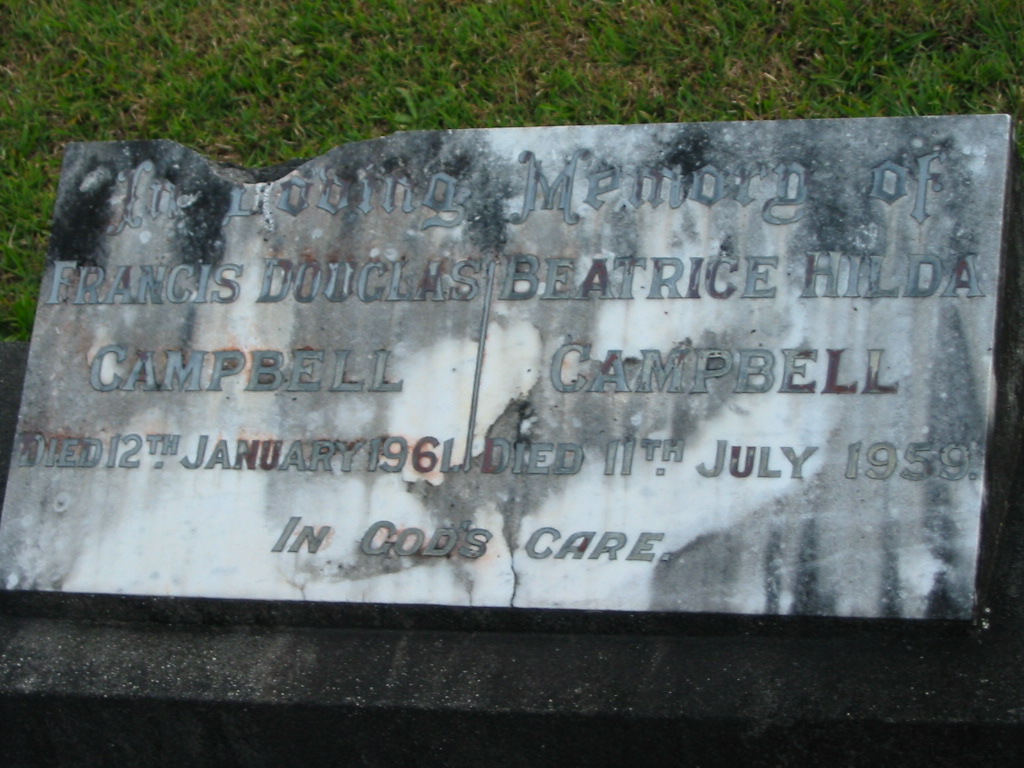 In Loving Memory of
FRANCIS DOUGLAS
CAMPBELL
DIED 12TH. JANUARY 1961.
BEATRICE HILDA
CAMPBELL
DIED 11TH. JULY 1959.
IN GOD'S CARE.